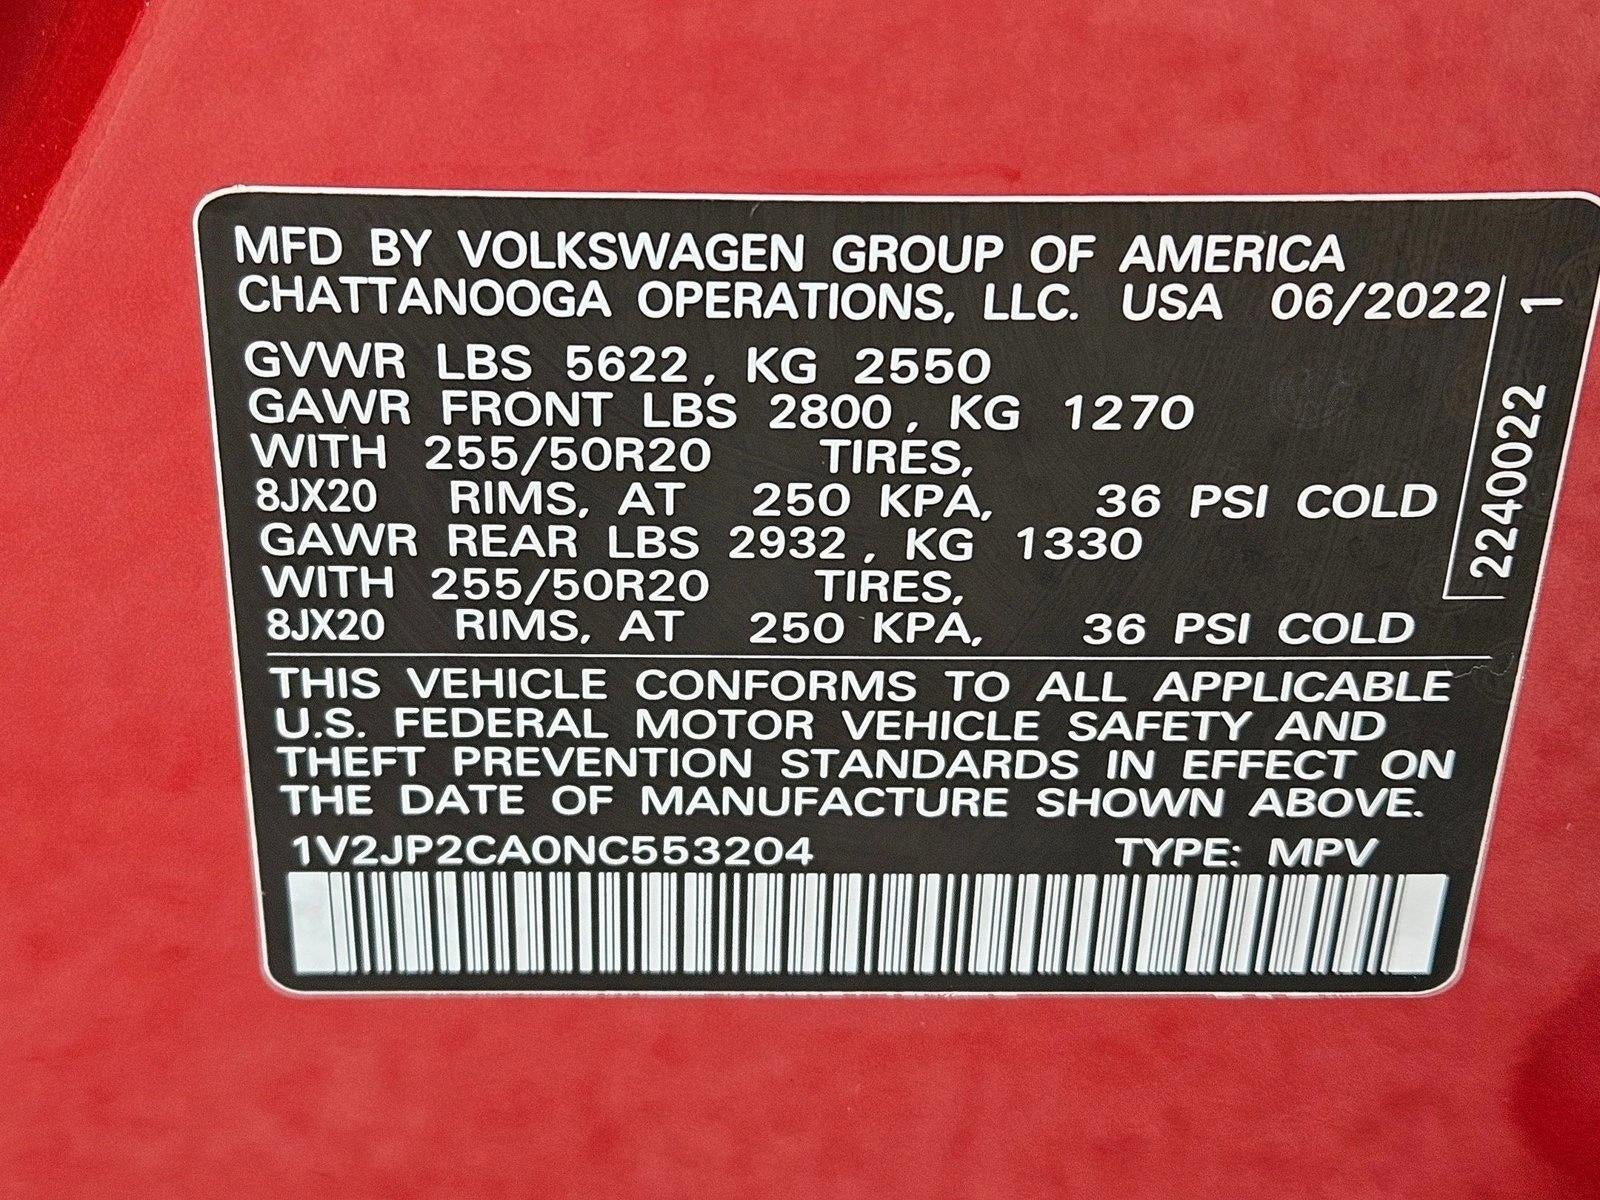 MFD BY VOLKSWAGEN GROUP OF AMERICA
CHATTANOOGA OPERATIONS, LLC. USA 06/2022
GVWR LBS 5622, KG 2550
GAWR FRONT LBS 2800, KG 1270
WITH 255/50R20 TIRES,
8JX20 RIMS, AT 250 KPA, 36 PSI COLD
GAWR REAR LBS 2932, KG 1330
WITH 255/50R20 TIRES,
8JX20 RIMS, AT 250 KPA, 36 PSI COLD
THIS VEHICLE CONFORMS TO ALL APPLICABLE
U.S. FEDERAL MOTOR VEHICLE SAFETY AND
THEFT PREVENTION STANDARDS IN EFFECT ON
THE DATE OF MANUFACTURE SHOWN ABOVE.
1V2JP2CA0NC553204 TYPE: MPV
2240022 1